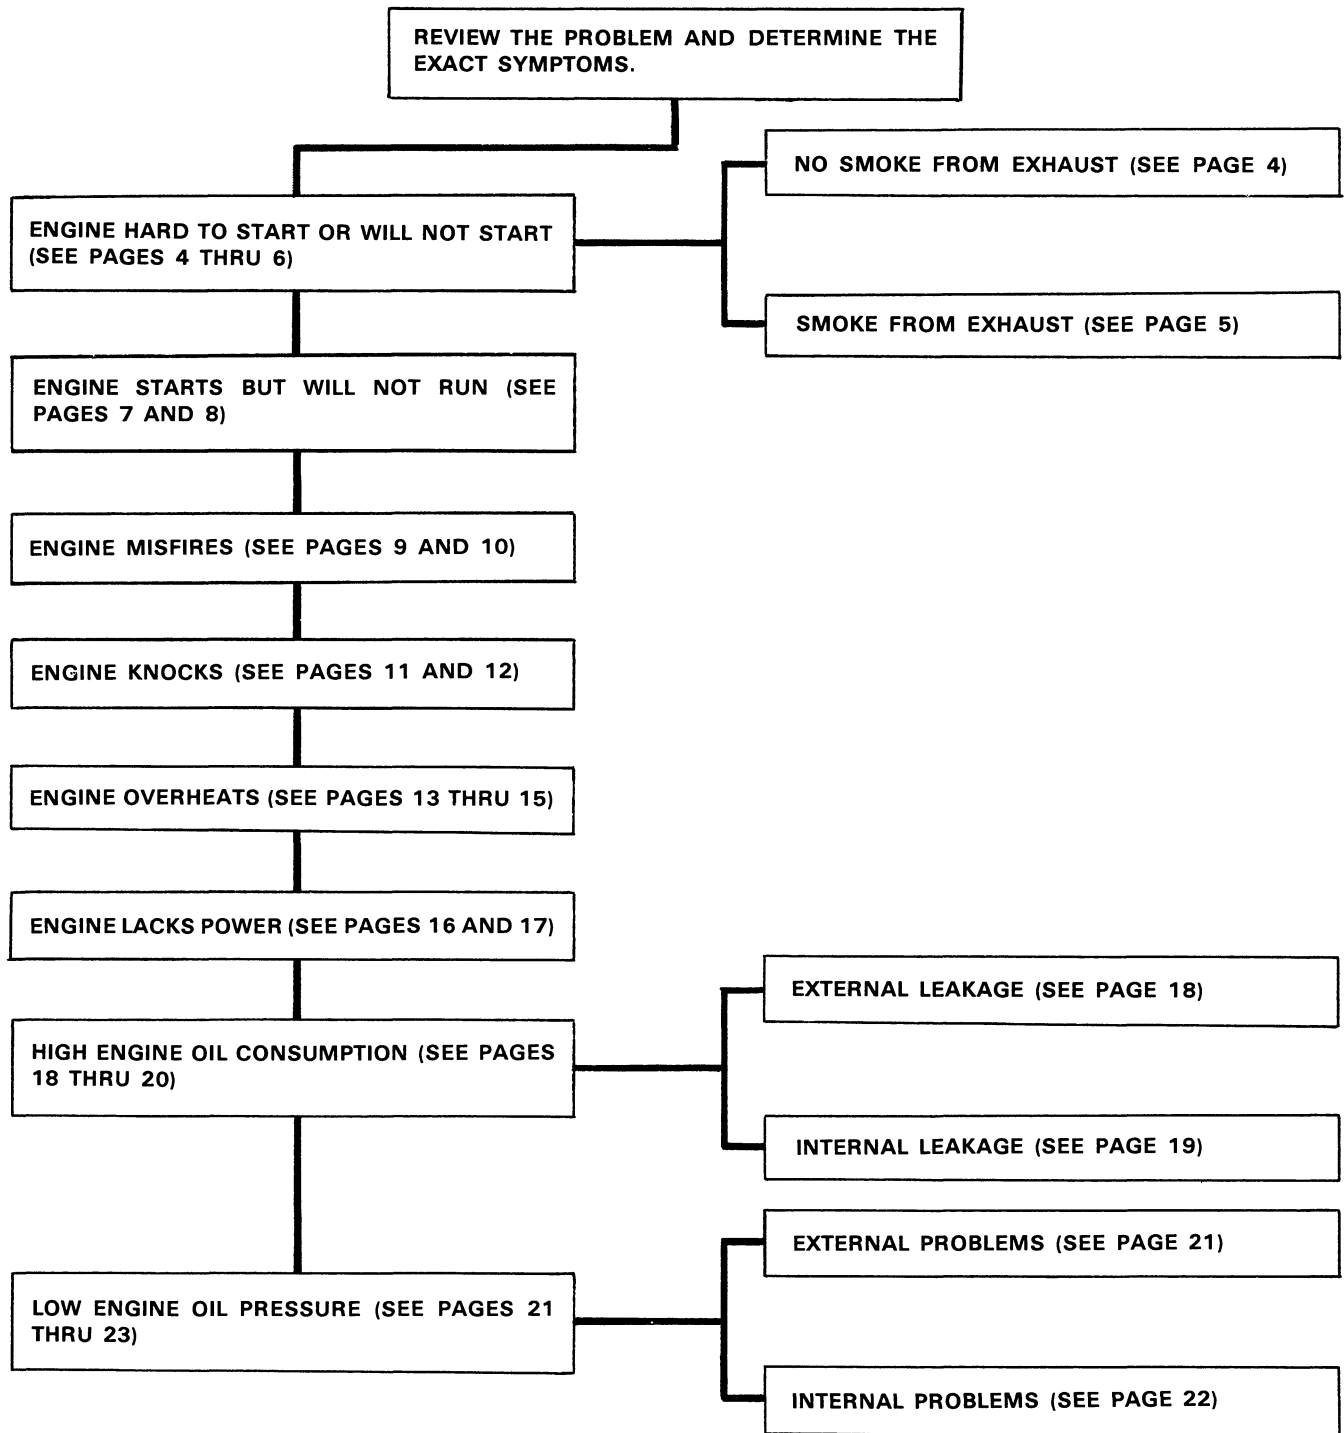 REVIEW THE PROBLEM AND DETERMINE THE
EXACT SYMPTOMS.
NO SMOKE FROM EXHAUST (SEE PAGE 4)
ENGINE HARD TO START OR WILL NOT START
(SEE PAGES 4 THRU 6)
SMOKE FROM EXHAUST (SEE PAGE 5)
ENGINE STARTS BUT WILL NOT RUN (SEE
PAGES 7 AND 8)
ENGINE MISFIRES (SEE PAGES 9 AND 10)
ENGINE KNOCKS (SEE PAGES 11 AND 12)
ENGINE OVERHEATS (SEE PAGES 13 THRU 15)
ENGINE LACKS POWER (SEE PAGES 16 AND 17)
EXTERNAL LEAKAGE (SEE PAGE 18)
HIGH ENGINE OIL CONSUMPTION (SEE PAGES
18 THRU 20)
INTERNAL LEAKAGE (SEE PAGE 19)
EXTERNAL PROBLEMS (SEE PAGE 21)
LOW ENGINE OIL PRESSURE (SEE PAGES 21
THRU 23)
INTERNAL PROBLEMS (SEE PAGE 22)